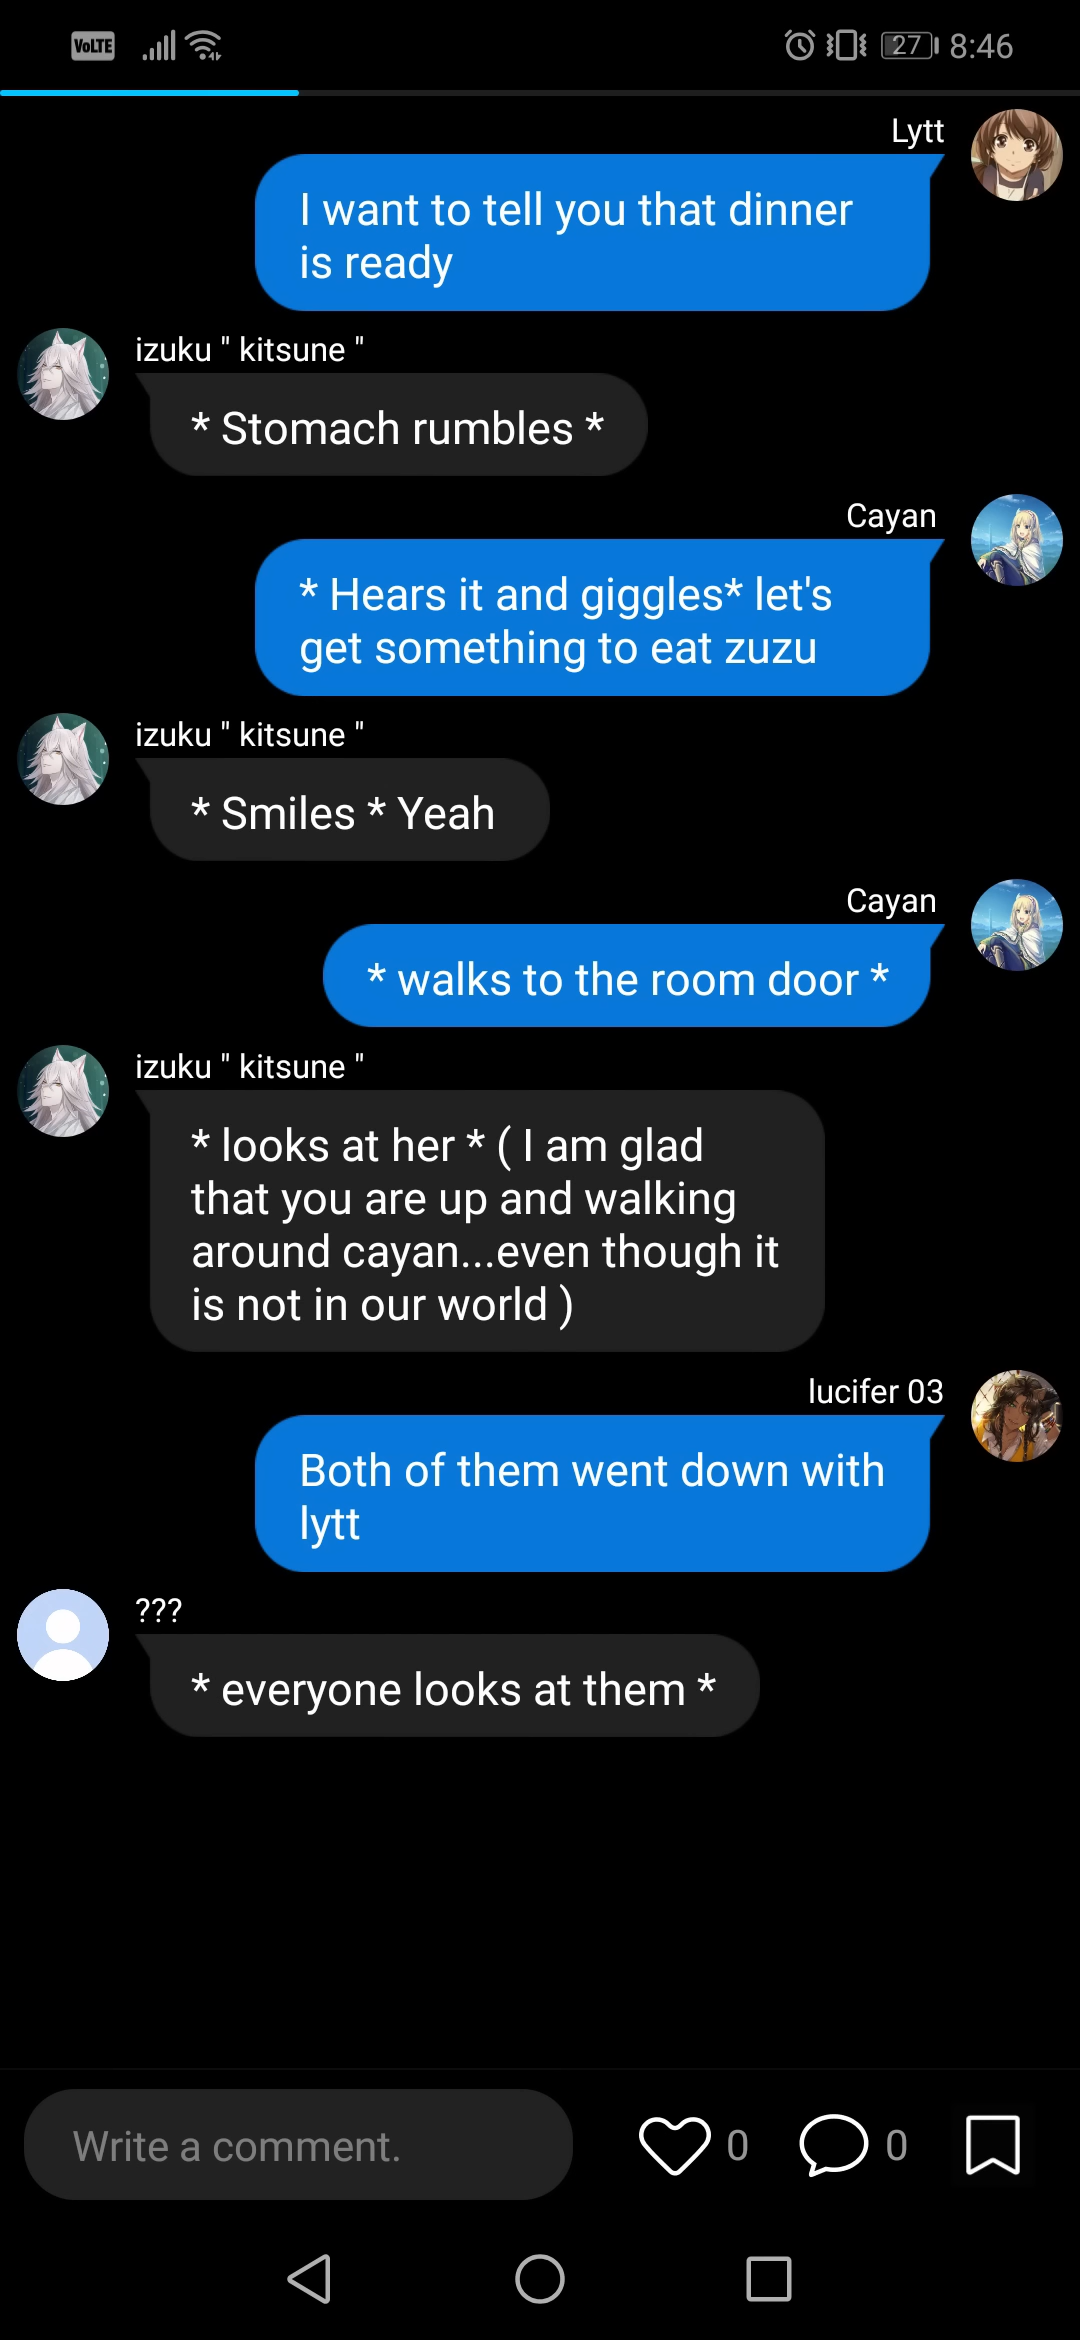 VoLTE
27 8:46
Lytt
I want to tell you that dinner
is ready
izuku " kitsune "
* Stomach rumbles *
Cayan
* Hears it and giggles* let's
get something to eat zuzu
izuku " kitsune "
* Smiles * Yeah
Cayan
* walks to the room door *
izuku " kitsune "
* looks at her * ( I am glad
that you are up and walking
around cayan...even though it
is not in our world )
lucifer 03
Both of them went down with
lytt
???
* everyone looks at them *
Write a comment. 0 0